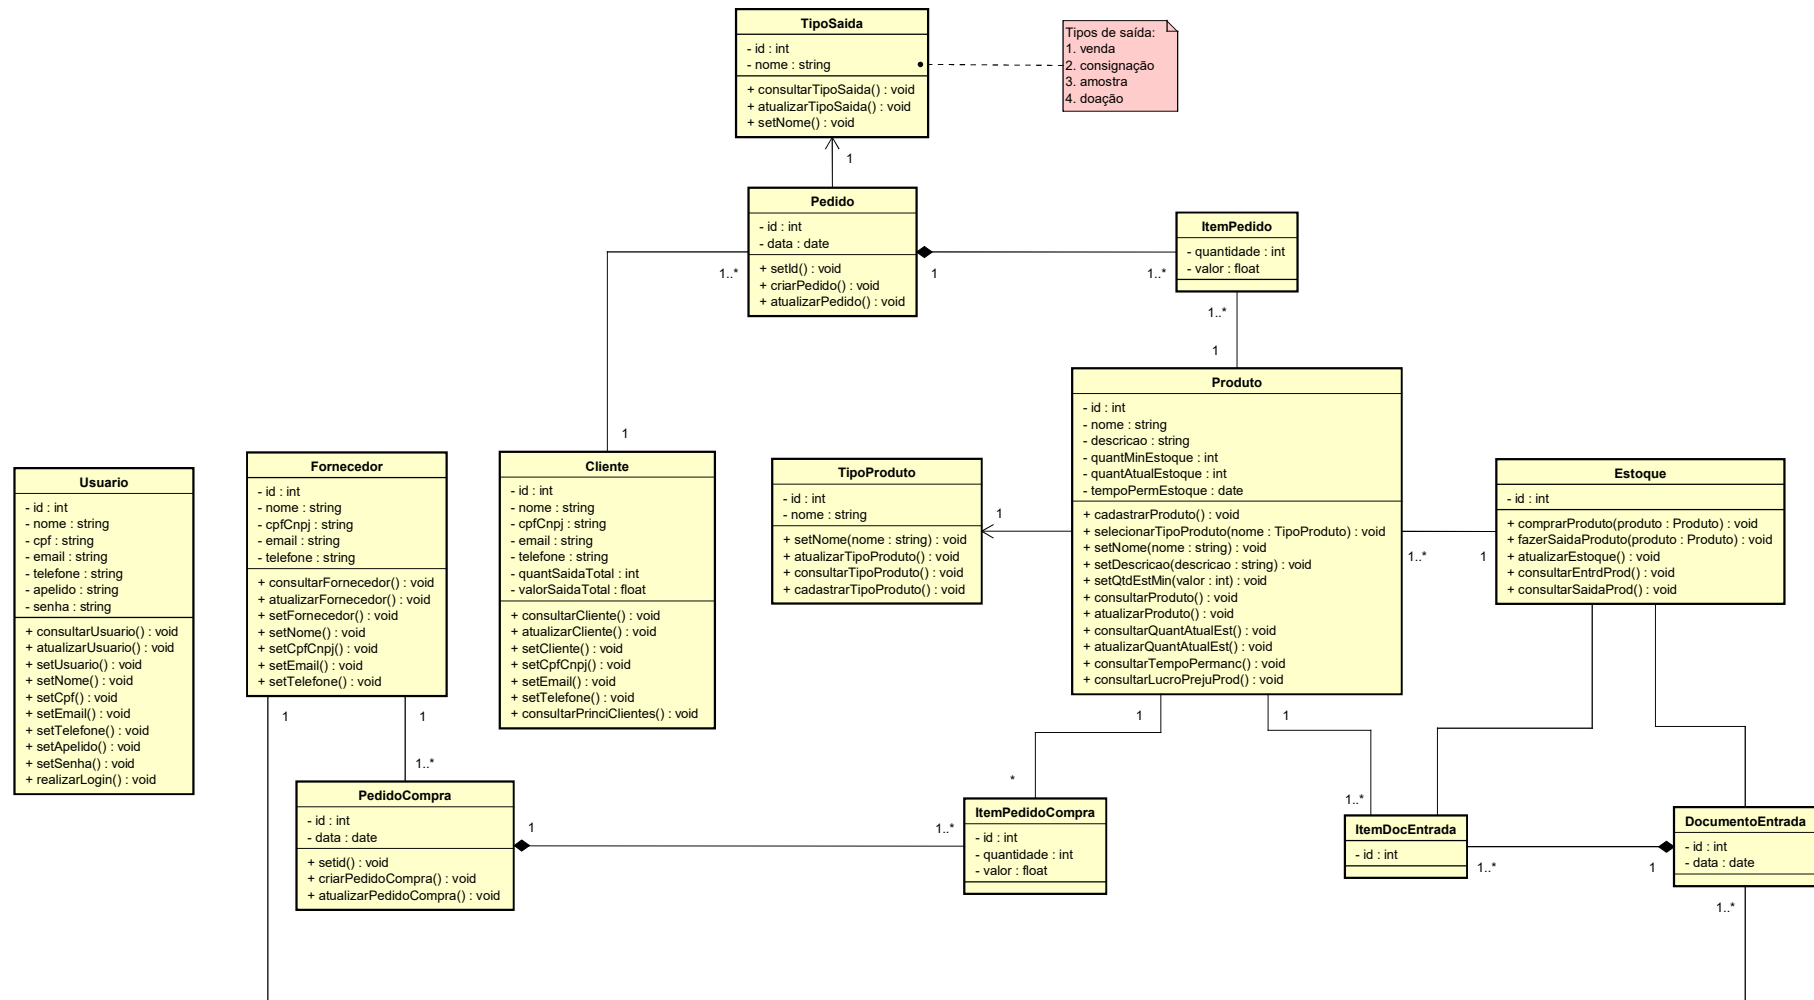 TipoSaida
- id : int
- nome : string
+ consultarTipoSaida() : void
+ atualizarTipoSaida() : void
+ setNome() : void
Tipos de saída:
1. venda
2. consignação
3. amostra
4. doação
1
Pedido
- id : int
- data : date
+ setId() : void
+ criarPedido() : void
+ atualizarPedido() : void
1..*
1
1..*
ItemPedido
- quantidade : int
- valor : float
1..*
1
1
Produto
- id : int
- nome : string
- descricao : string
- quantMinEstoque : int
- quantAtualEstoque : int
- tempoPermEstoque : date
+ cadastrarProduto() : void
+ selecionarTipoProduto(nome : TipoProduto) : void
+ setNome(nome : string) : void
+ setDescricao(descricao : string) : void
+ setQtdEstMin(valor : int) : void
+ consultarProduto() : void
+ atualizarProduto() : void
+ consultarQuantAtualEst() : void
+ atualizarQuantAtualEst() : void
+ consultarTempoPermanc() : void
+ consultarLucroPrejuProd() : void
Usuario
- id : int
- nome : string
- cpf : string
- email : string
- telefone : string
- apelido : string
- senha : string
+ consultarUsuario() : void
+ atualizarUsuario() : void
+ setUsuario() : void
+ setNome() : void
+ setCpf() : void
+ setEmail() : void
+ setTelefone() : void
+ setApelido() : void
+ setSenha() : void
+ realizarLogin() : void
Fornecedor
- id : int
- nome : string
- cpfCnpj : string
- email : string
- telefone : string
+ consultarFornecedor() : void
+ atualizarFornecedor() : void
+ setFornecedor() : void
+ setNome() : void
+ setCpfCnpj() : void
+ setEmail() : void
+ setTelefone() : void
Cliente
- id : int
- nome : string
- cpfCnpj : string
- email : string
- telefone : string
- quantSaidaTotal : int
- valorSaidaTotal : float
+ consultarCliente() : void
+ atualizarCliente() : void
+ setCliente() : void
+ setCpfCnpj() : void
+ setEmail() : void
+ setTelefone() : void
+ consultarPrinciClientes() : void
TipoProduto
- id : int
- nome : string
+ setNome(nome : string) : void
+ atualizarTipoProduto() : void
+ consultarTipoProduto() : void
+ cadastrarTipoProduto() : void
1
1..*
1
Estoque
- id : int
+ comprarProduto(produto : Produto) : void
+ fazerSaidaProduto(produto : Produto) : void
+ atualizarEstoque() : void
+ consultarEntrdProd() : void
+ consultarSaidaProd() : void
1
1
1
1
1..*
*
1..*
PedidoCompra
- id : int
- data : date
+ setid() : void
+ criarPedidoCompra() : void
+ atualizarPedidoCompra() : void
1
1..*
ItemPedidoCompra
- id : int
- quantidade : int
- valor : float
ItemDocEntrada
- id : int
1..*
1
DocumentoEntrada
- id : int
- data : date
1..*